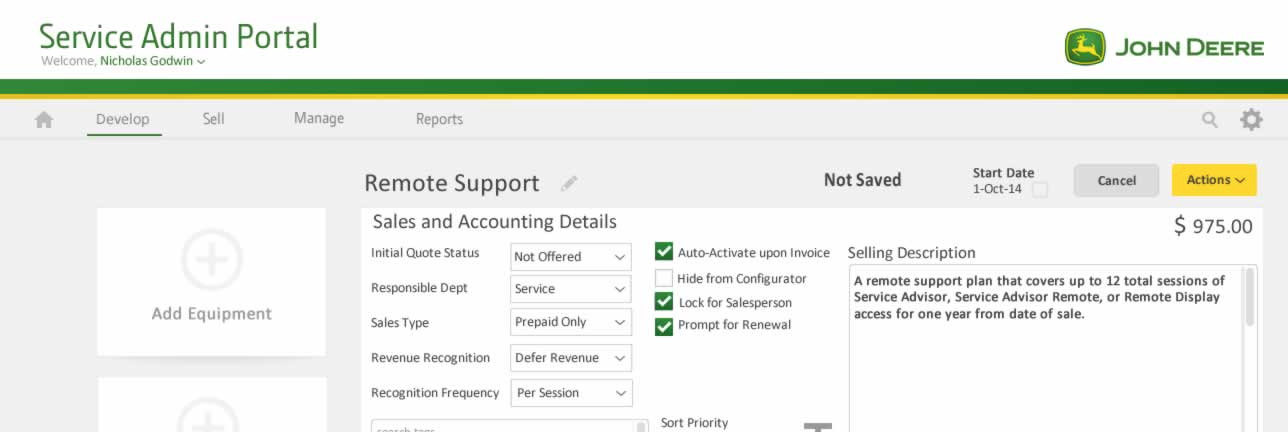 Service Admin Portal
Welcome, Nicholas Godwin
JOHN DEERE
Develop
Sell
Manage
Reports
Remote Support
Not Saved
Start Date
1-Oct-14
Cancel
Actions
Add Equipment
Sales and Accounting Details
$ 975.00
Initial Quote Status
Not Offered
Responsible Dept
Service
Sales Type
Prepaid Only
Revenue Recognition
Defer Revenue
Recognition Frequency
Per Session
Auto-Activate upon Invoice
Hide from Configurator
Lock for Salesperson
Prompt for Renewal
Selling Description
A remote support plan that covers up to 12 total sessions of
Service Advisor, Service Advisor Remote, or Remote Display
access for one year from date of sale.
search tags
Sort Priority